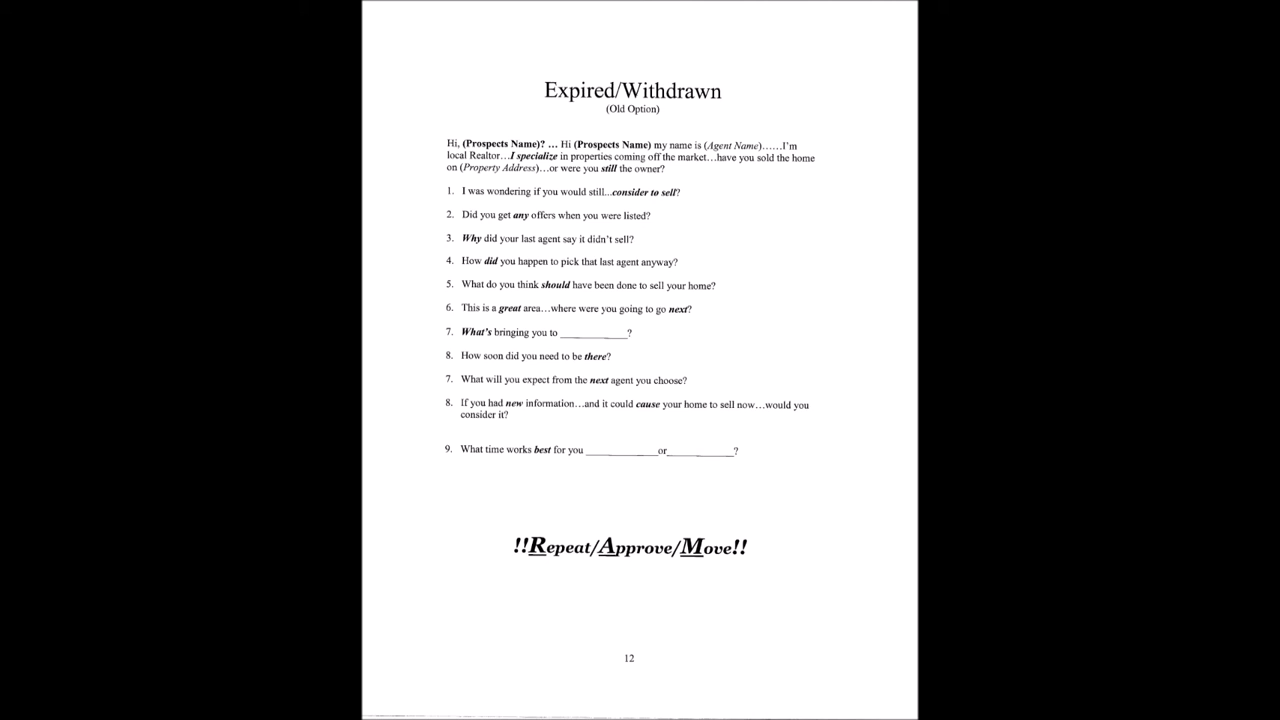 Expired/Withdrawn
(Old Option)
Hi, (Prospects Name)? … Hi (Prospects Name) my name is (Agent Name)……I'm
local Realtor…I specialize in properties coming off the market…have you sold the home
on (Property Address)…or were you still the owner?
1. I was wondering if you would still...consider to sell?
2. Did you get any offers when you were listed?
3. Why did your last agent say it didn't sell?
4. How did you happen to pick that last agent anyway?
5. What do you think should have been done to sell your home?
6. This is a great area…where were you going to go next?
7. What's bringing you to _____________?
8. How soon did you need to be there?
7. What will you expect from the next agent you choose?
8. If you had new information…and it could cause your home to sell now…would you
consider it?
9. What time works best for you ______________or_____________?
!!Repeat/Approve/Move!!
12